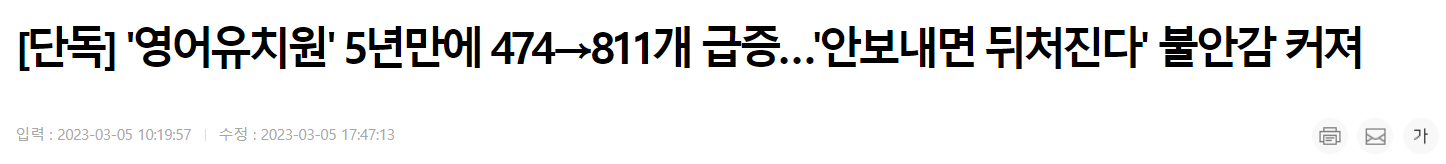 [단독] '영어유치원' 5년만에 474→811개 급증…'안보내면 뒤처진다' 불안감 커져
입력 : 2023-03-05 10:19:57 | 수정 : 2023-03-05 17:47:13
가